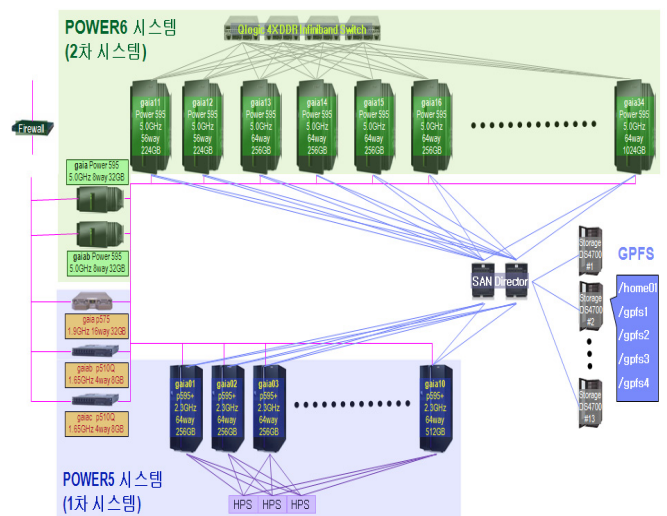 POWER6 시스템
(2차 시스템)
Qlogic 4X DDR Infiniband Switch
gaia11
Power 595
5.0GHz
56way
224GB
gaia12
Power 595
5.0GHz
56way
224GB
gaia13
Power 595
5.0GHz
64way
256GB
gaia14
Power 595
5.0GHz
64way
256GB
gaia15
Power 595
5.0GHz
64way
256GB
gaia16
Power 595
5.0GHz
64way
256GB
gaia34
Power 595
5.0GHz
64way
1024GB
Firewall
gaia Power 595
5.0GHz 8way 32GB
gaiab Power 595
5.0GHz 8way 32GB
gaia p575
1.9GHz 16way 32GB
gaiab p510Q
1.65GHz 4way 8GB
gaiac p510Q
1.65GHz 4way 8GB
SAN Director
Storage
DS4700
#1
Storage
DS4700
#2
Storage
DS4700
#13
GPFS
/home01
/gpfs1
/gpfs2
/gpfs3
/gpfs4
gaia01
p595+
2.3GHz
64way
256GB
gaia02
p595+
2.3GHz
64way
256GB
gaia03
p595+
2.3GHz
64way
256GB
gaia10
p595+
2.3GHz
64way
512GB
HPS
HPS
HPS
POWER5 시스템
(1차 시스템)